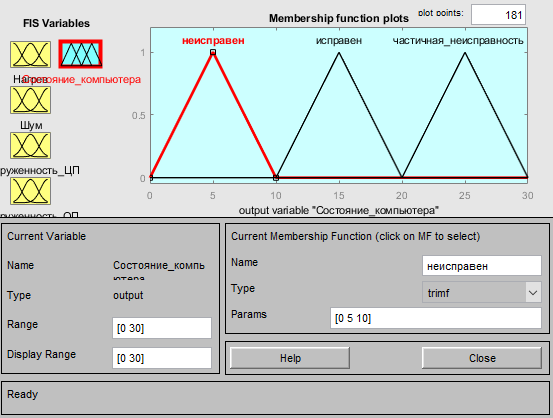 FIS Variables
Membership function plots
plot points:
181
неисправен
исправен
частичная_неисправность
Нагрев
Состояние_компьютера
Шум
руженность_ЦП
руженность_ОП
1
0.5
0
0
5
10
15
20
25
30
output variable "Состояние_компьютера"
Current Variable
Name
Состояние_компь
ютера
Type
output
Range
[0 30]
Display Range
[0 30]
Current Membership Function (click on MF to select)
Name
неисправен
Type
trimf
Params
[0 5 10]
Help
Close
Ready